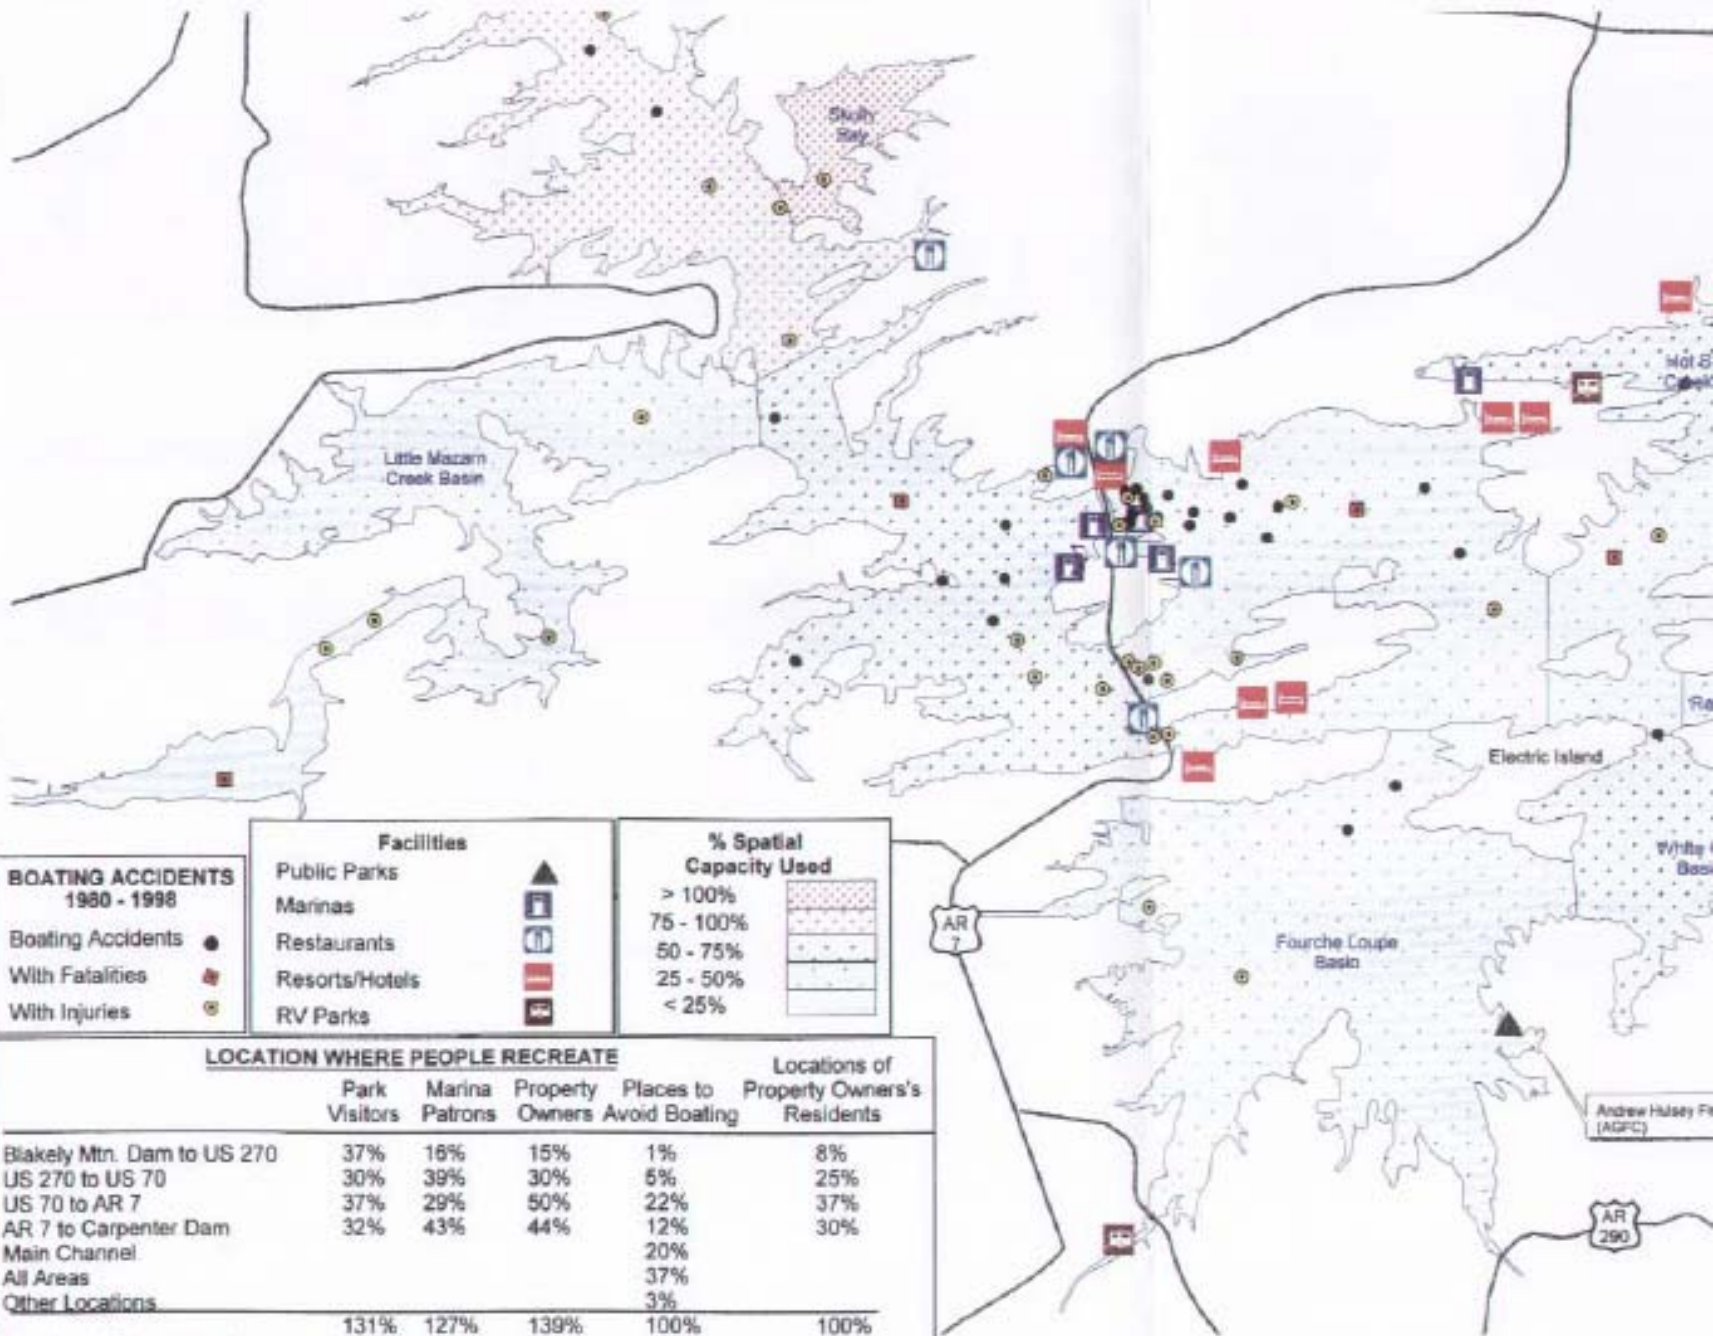 Skully
Bay
Hot S
Creek
Little Mazarn
Creek Basin
Electric Island
White
Basi
Ra
Fourche Loupe
Basin
AR
7
Andrew Hulsey
(AGFC)
AR
290
BOATING ACCIDENTS
1980 - 1998
Boating Accidents
With Fatalities
With Injuries
Facilities
Public Parks
Marinas
Restaurants
Resorts/Hotels
RV Parks
% Spatial
Capacity Used
> 100%
75 - 100%
50 - 75%
25 - 50%
< 25%
LOCATION WHERE PEOPLE RECREATE
Park Visitors Marina Patrons Property Owners Places to Avoid Boating Locations of Property Owners's Residents
Blakely Mtn. Dam to US 270 37% 16% 15% 1% 8%
US 270 to US 70 30% 39% 30% 5% 25%
US 70 to AR 7 37% 29% 50% 22% 37%
AR 7 to Carpenter Dam 32% 43% 44% 12% 30%
Main Channel 20%
All Areas 37%
Other Locations 3%
131% 127% 139% 100% 100%